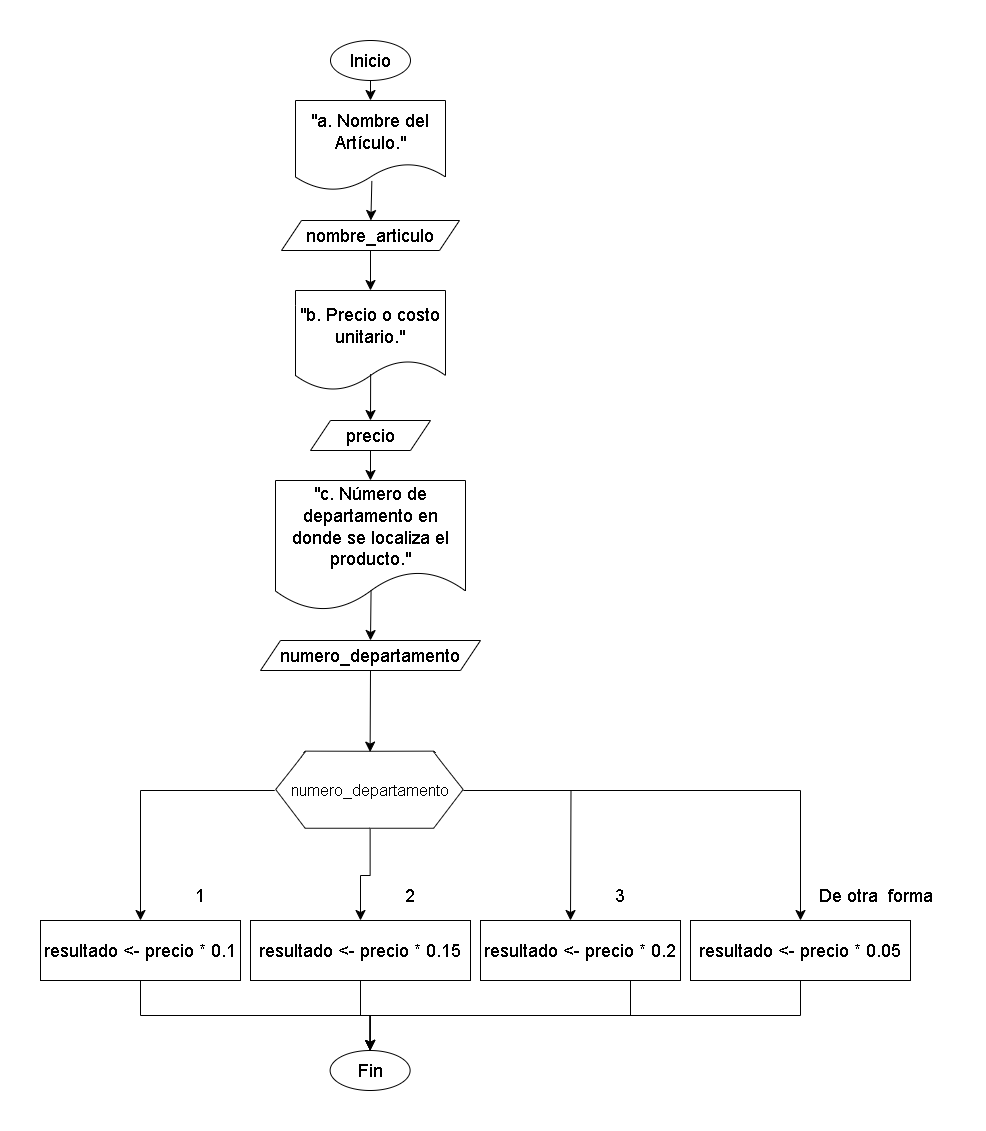 Inicio
"a. Nombre del
Artículo."
nombre_articulo
"b. Precio o costo
unitario."
precio
"c. Número de
departamento en
donde se localiza el
producto."
numero_departamento
numero_departamento
1
2
3
De otra forma
resultado <- precio * 0.1
resultado <- precio * 0.15
resultado <- precio * 0.2
resultado <- precio * 0.05
Fin